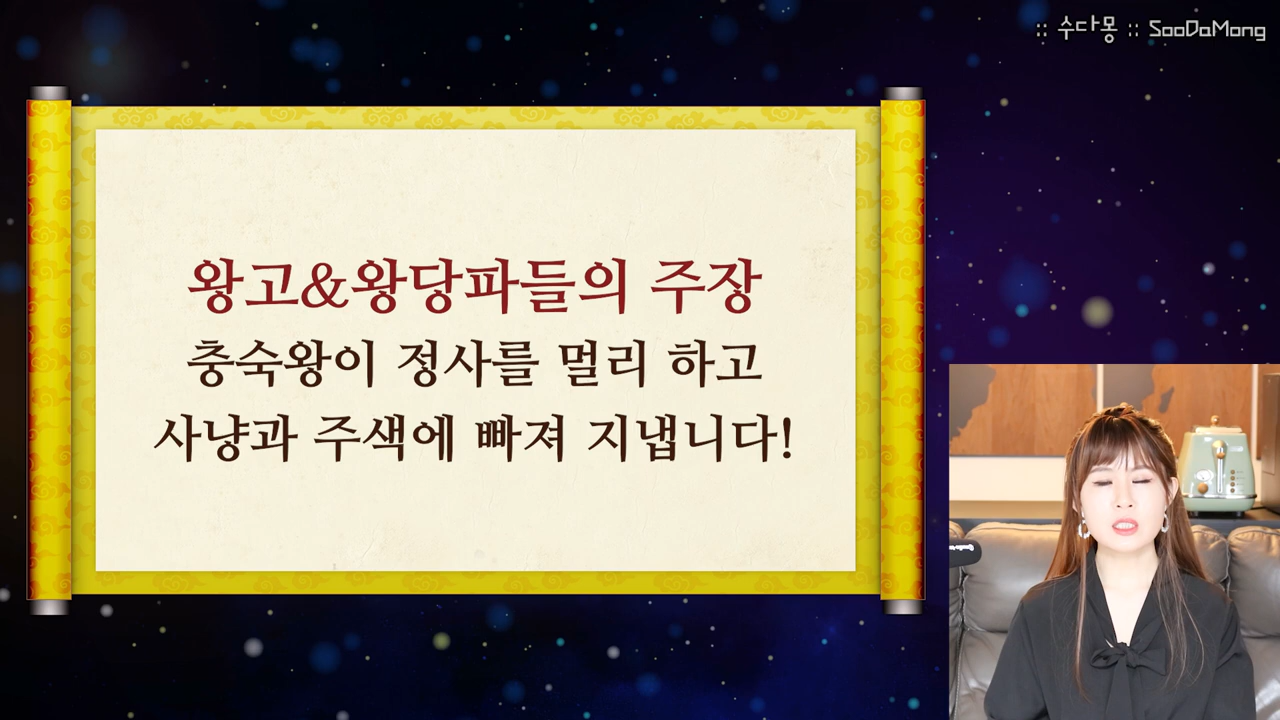 :: 수다몽 :: SooDaMong
왕고&왕당파들의 주장
충숙왕이 정사를 멀리 하고
사냥과 주색에 빠져 지냅니다!